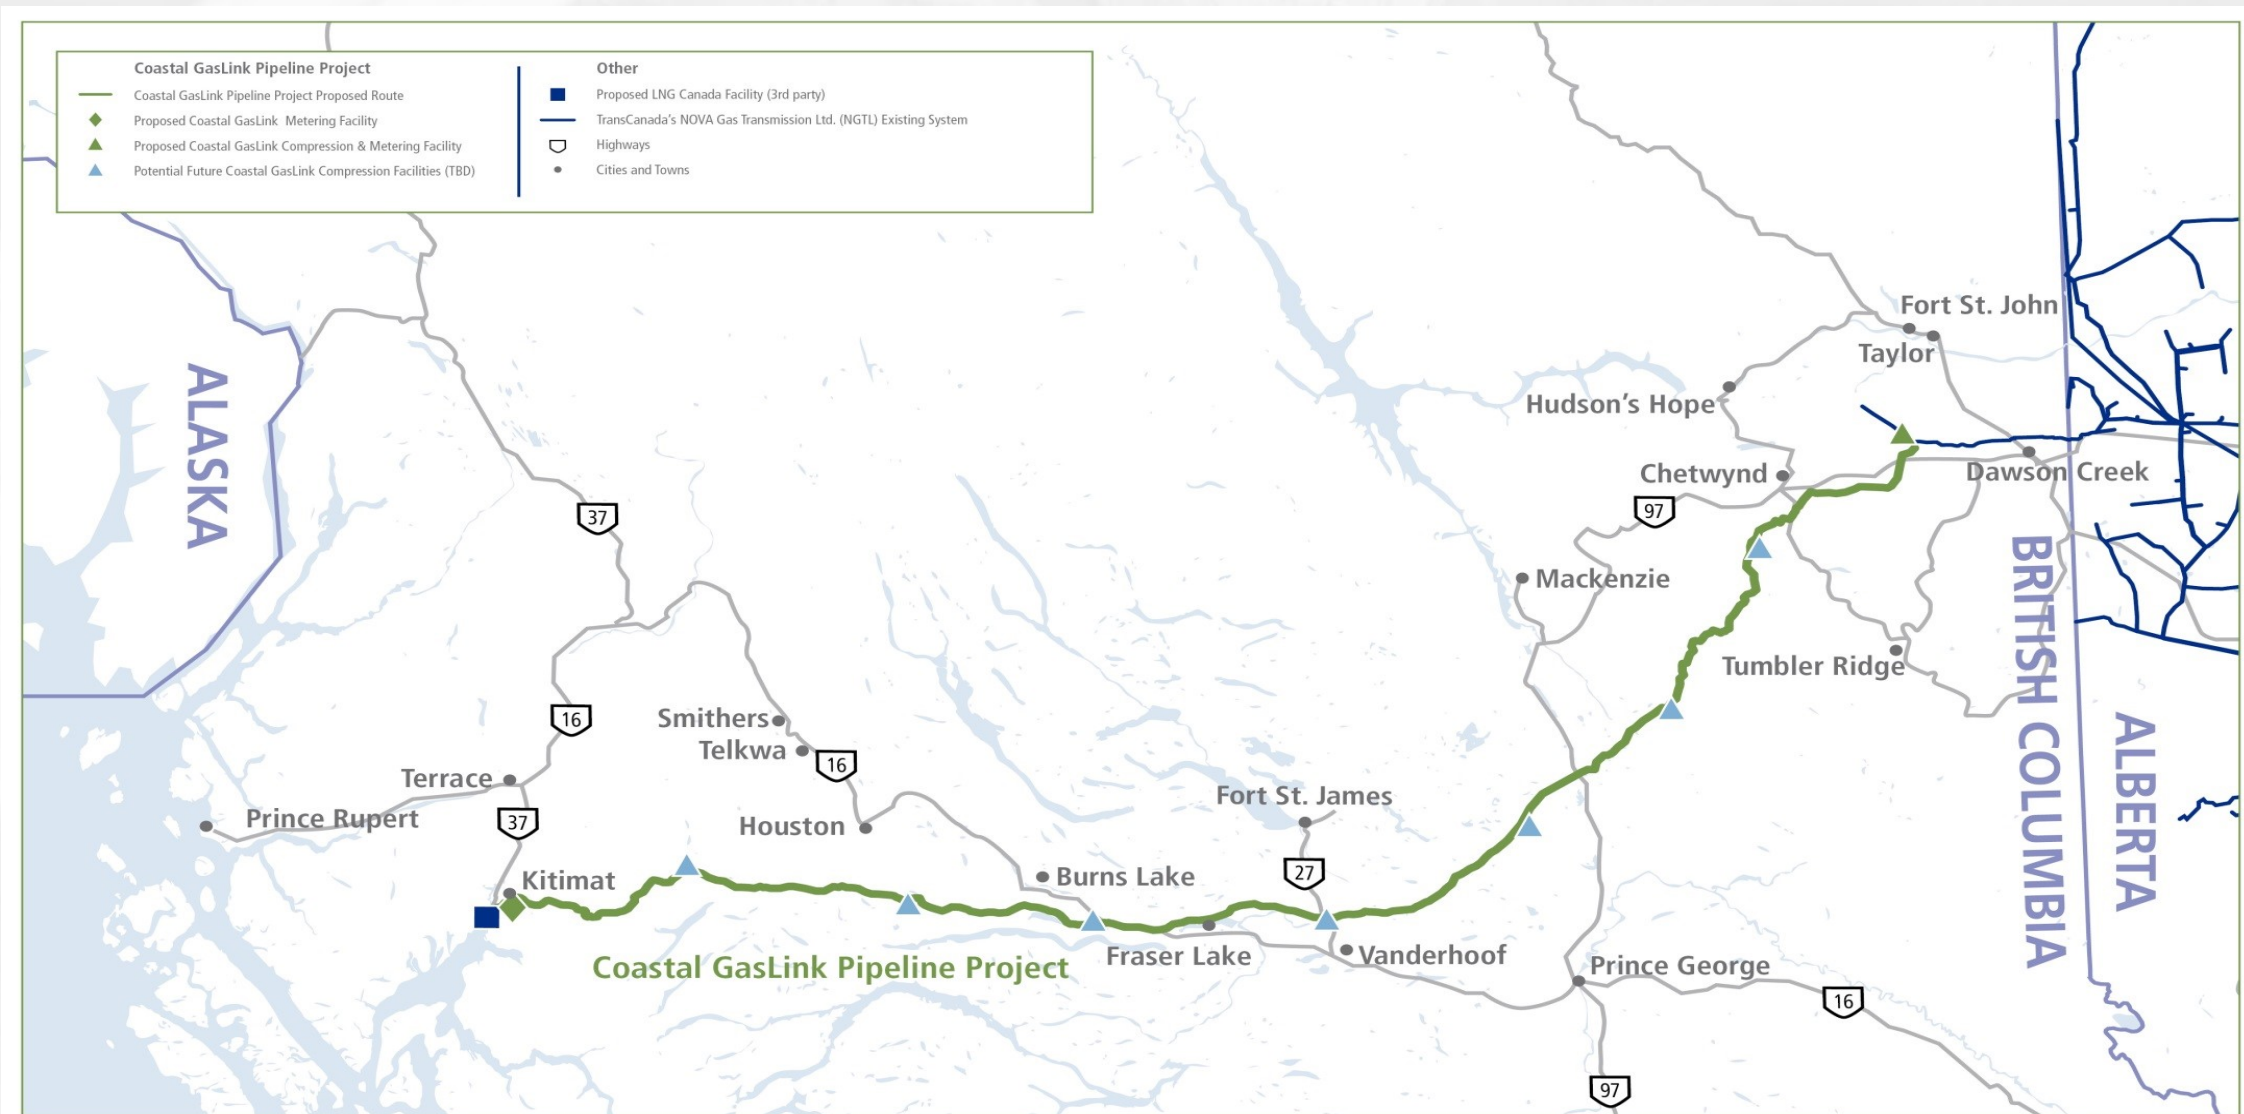 Coastal GasLink Pipeline Project
Coastal GasLink Pipeline Project Proposed Route
Proposed Coastal GasLink Metering Facility
Proposed Coastal GasLink Compression & Metering Facility
Potential Future Coastal GasLink Compression Facilities (TBD)
Other
Proposed LNG Canada Facility (3rd party)
TransCanada's NOVA Gas Transmission Ltd. (NGTL) Existing System
Highways
Cities and Towns
ALASKA
Fort St. John
Taylor
Hudson's Hope
Chetwynd
Dawson Creek
97
37
Mackenzie
Tumbler Ridge
BRITISH COLUMBIA
ALBERTA
16
Smithers
Telkwa
16
Terrace
Prince Rupert
37
Houston
Fort St. James
27
Kitimat
Burns Lake
Fraser Lake
Vanderhoof
Coastal GasLink Pipeline Project
Prince George
16
97